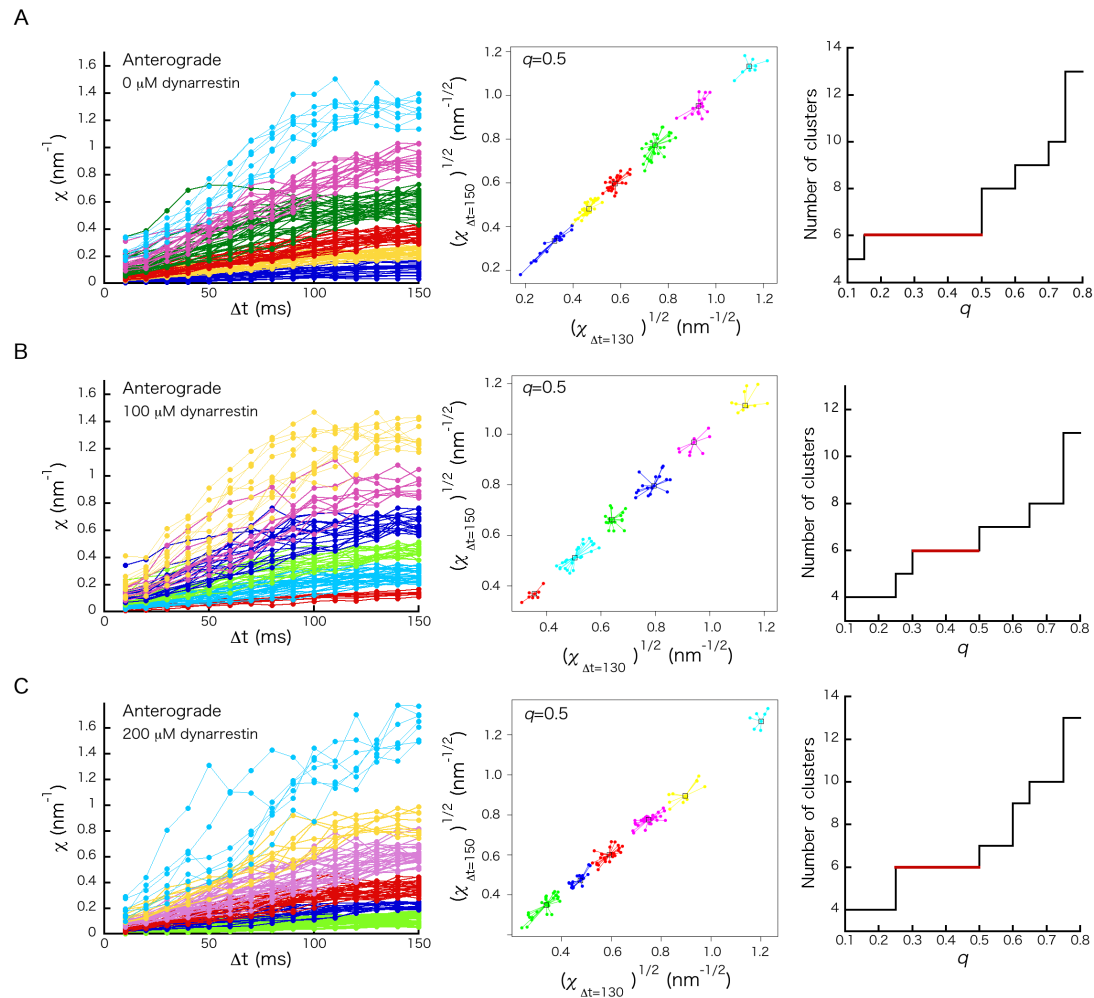 A
Anterograde
0 μM dynarrestin
χ (nm-1)
1.6
1.4
1.2
1
0.8
0.6
0.4
0.2
0
0 50 100 150
Δt (ms)
q=0.5
(χ Δt=150 )1/2 (nm-1/2)
1.2
1.0
0.8
0.6
0.4
0.2
0.2 0.4 0.6 0.8 1.0 1.2
(χ Δt=130 )1/2 (nm-1/2)
Number of clusters
14
12
10
8
6
4
0.1 0.2 0.3 0.4 0.5 0.6 0.7 0.8
q
B
Anterograde
100 μM dynarrestin
χ (nm-1)
1.6
1.4
1.2
1
0.8
0.6
0.4
0.2
0
0 50 100 150
Δt (ms)
q=0.5
(χ Δt=150 )1/2 (nm-1/2)
1.2
1.0
0.8
0.6
0.4
0.4 0.6 0.8 1.0 1.2
(χ Δt=130 )1/2 (nm-1/2)
Number of clusters
12
10
8
6
4
0.1 0.2 0.3 0.4 0.5 0.6 0.7 0.8
q
C
Anterograde
200 μM dynarrestin
χ (nm-1)
1.6
1.4
1.2
1
0.8
0.6
0.4
0.2
0
0 50 100 150
Δt (ms)
q=0.5
(χ Δt=150 )1/2 (nm-1/2)
1.2
1.0
0.8
0.6
0.4
0.4 0.6 0.8 1.0 1.2
(χ Δt=130 )1/2 (nm-1/2)
Number of clusters
14
12
10
8
6
4
0.1 0.2 0.3 0.4 0.5 0.6 0.7 0.8
q